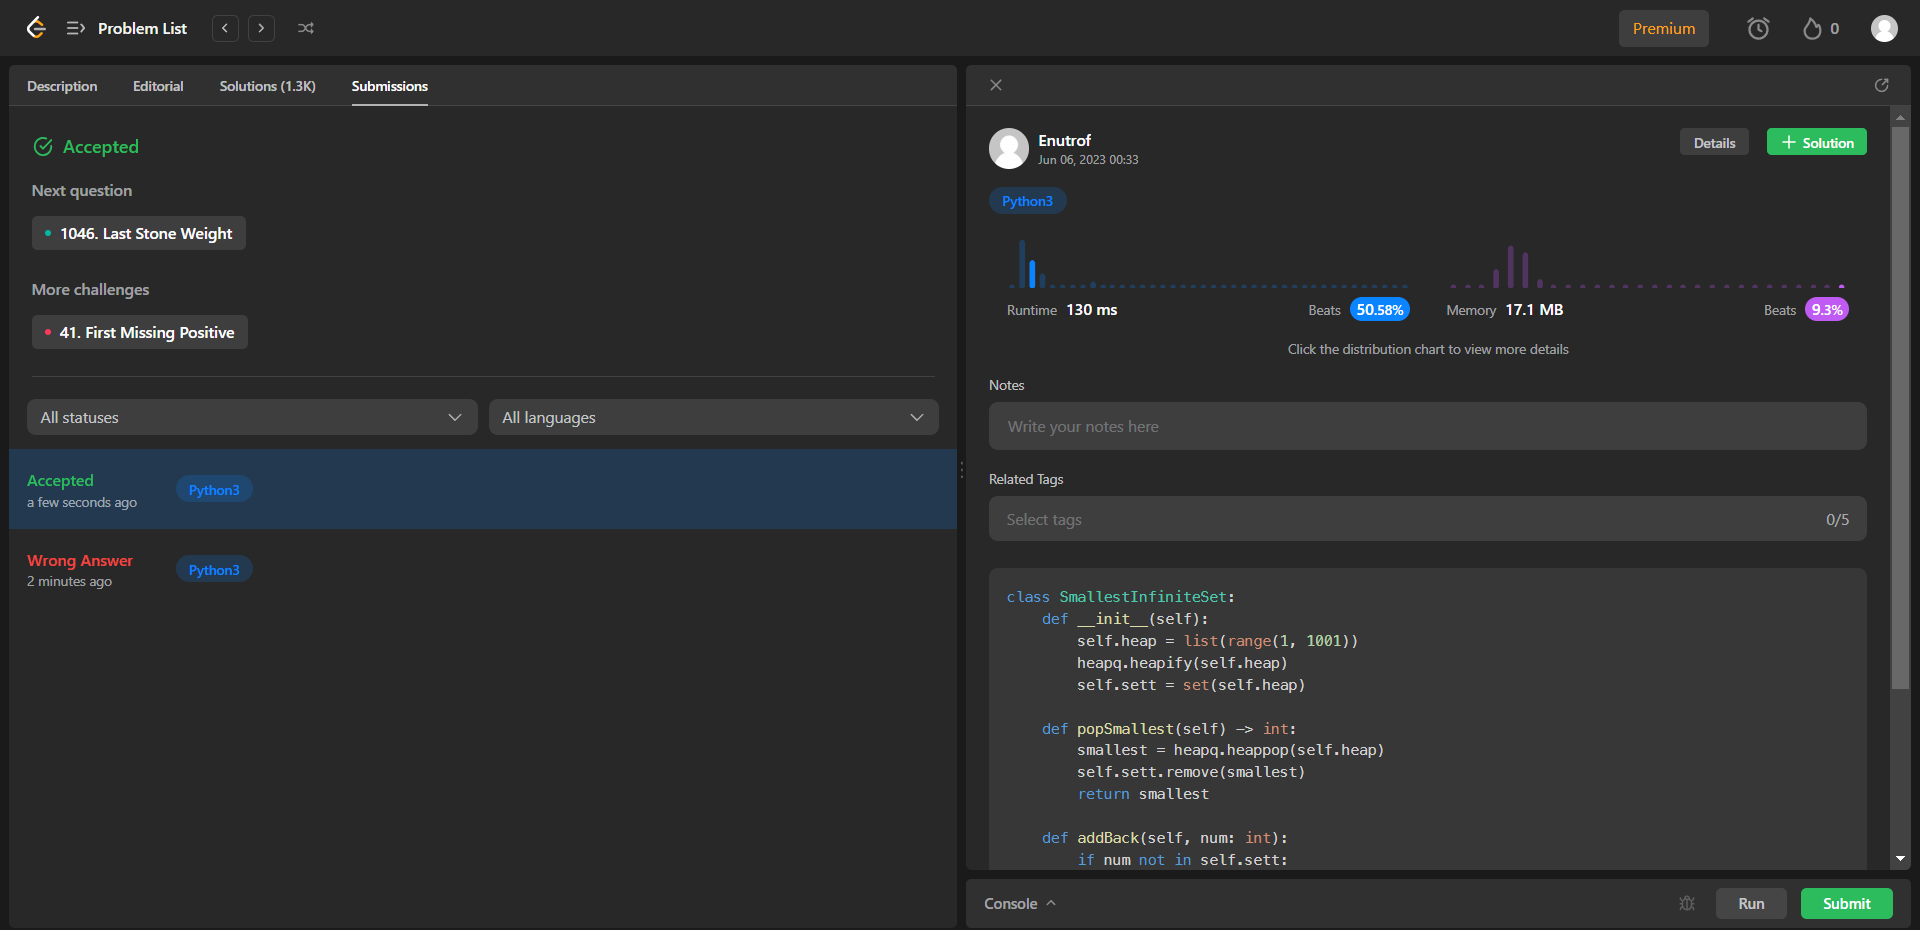 Problem List
Premium
0
Description Editorial Solutions (1.3K) Submissions
Accepted
Next question
1046. Last Stone Weight
More challenges
41. First Missing Positive
All statuses
All languages
Accepted
a few seconds ago
Python3
Wrong Answer
2 minutes ago
Python3
Enutrof
Jun 06, 2023 00:33
Details
Solution
Python3
Runtime 130 ms
Beats 50.58%
Memory 17.1 MB
Beats 9.3%
Click the distribution chart to view more details
Notes
Write your notes here
Related Tags
Select tags
0/5
class SmallestInfiniteSet:
    def __init__(self):
        self.heap = list(range(1, 1001))
        heapq.heapify(self.heap)
        self.sett = set(self.heap)
    def popSmallest(self) -> int:
        smallest = heapq.heappop(self.heap)
        self.sett.remove(smallest)
        return smallest
    def addBack(self, num: int):
        if num not in self.sett:
Console
Run
Submit